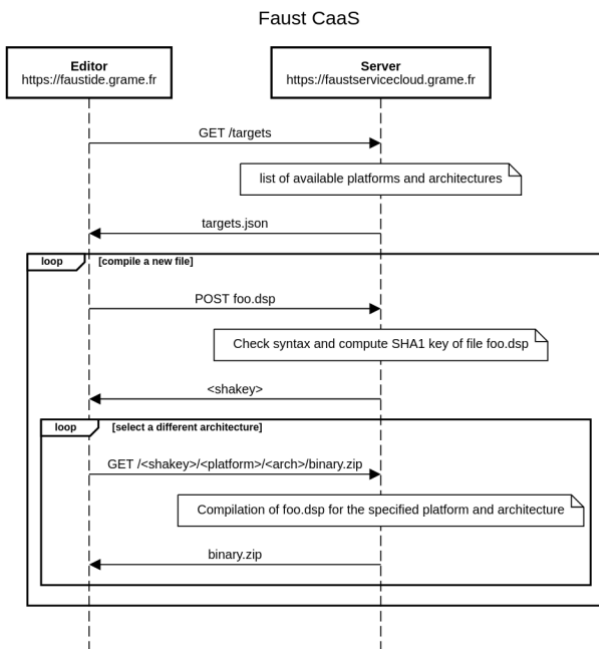 Faust CaaS
Editor
https://faustide.grame.fr
Server
https://faustservicecloud.grame.fr
GET /targets
list of available platforms and architectures
targets.json
loop [compile a new file]
POST foo.dsp
Check syntax and compute SHA1 key of file foo.dsp
<shakey>
loop [select a different architecture]
GET /<shakey>/<platform>/<arch>/binary.zip
Compilation of foo.dsp for the specified platform and architecture
binary.zip